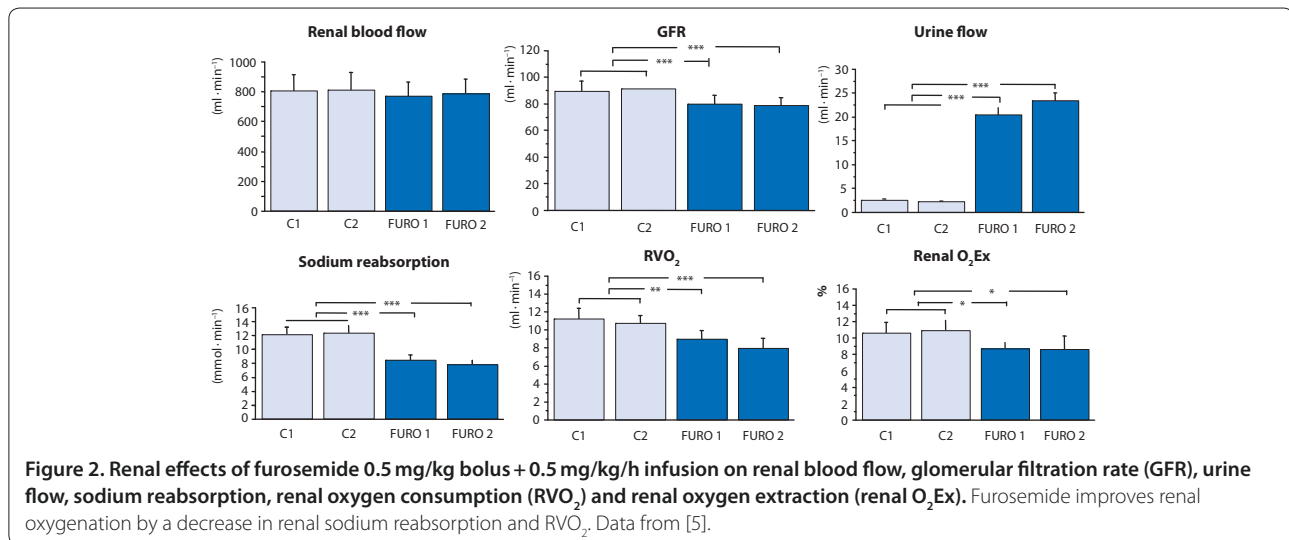 Renal blood flow
(ml· min⁻¹)
1000
800
600
400
200
0
C1 C2 FURO 1 FURO 2
GFR
(ml· min⁻¹)
120
100
80
60
40
20
0
***
***
C1 C2 FURO 1 FURO 2
Urine flow
(ml· min⁻¹)
30
25
20
15
10
5
0
***
***
C1 C2 FURO 1 FURO 2
Sodium reabsorption
(mmol· min⁻¹)
16
14
12
10
8
6
4
2
0
***
***
C1 C2 FURO 1 FURO 2
RVO₂
(ml· min⁻¹)
16
14
12
10
8
6
4
2
0
***
**
C1 C2 FURO 1 FURO 2
Renal O₂Ex
%
16
14
12
10
8
6
4
2
0
*
*
C1 C2 FURO 1 FURO 2
Figure 2. Renal effects of furosemide 0.5 mg/kg bolus + 0.5 mg/kg/h infusion on renal blood flow, glomerular filtration rate (GFR), urine
flow, sodium reabsorption, renal oxygen consumption (RVO₂) and renal oxygen extraction (renal O₂Ex). Furosemide improves renal
oxygenation by a decrease in renal sodium reabsorption and RVO₂. Data from [5].